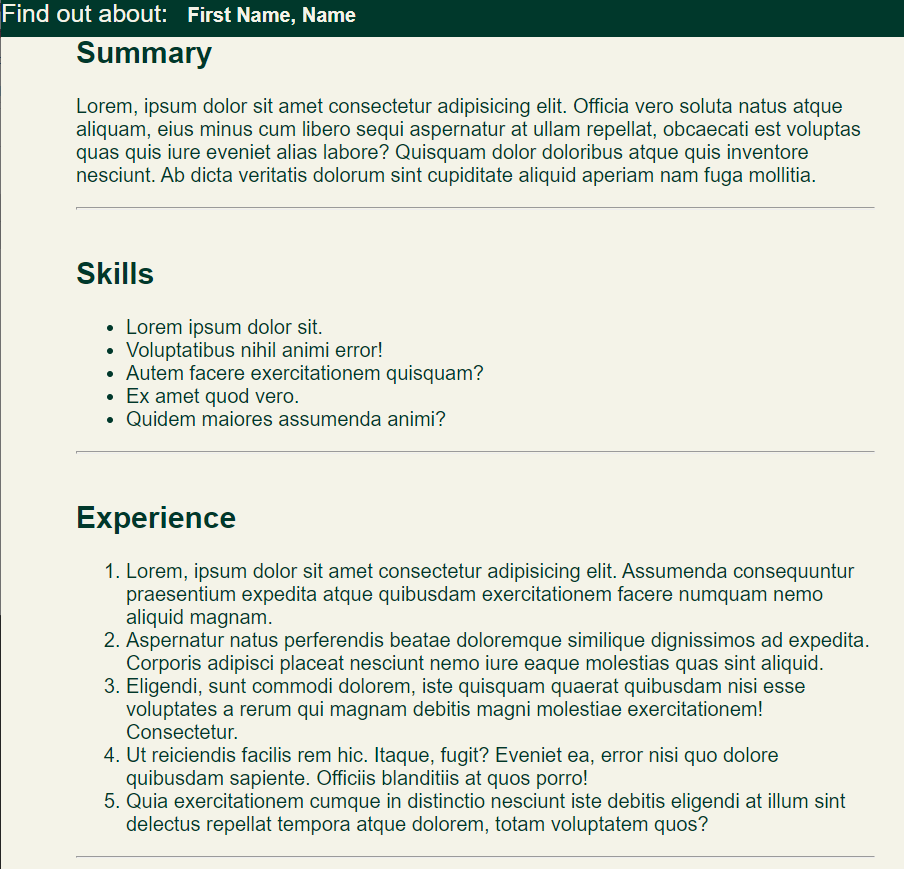 Find out about: First Name, Name
Summary
Lorem, ipsum dolor sit amet consectetur adipisicing elit. Officia vero soluta natus atque
aliquam, eius minus cum libero sequi aspernatur at ullam repellat, obcaecati est voluptas
quas quis iure eveniet alias labore? Quisquam dolor doloribus atque quis inventore
nesciunt. Ab dicta veritatis dolorum sint cupiditate aliquid aperiam nam fuga mollitia.
Skills
• Lorem ipsum dolor sit.
• Voluptatibus nihil animi error!
• Autem facere exercitationem quisquam?
• Ex amet quod vero.
• Quidem maiores assumenda animi?
Experience
1. Lorem, ipsum dolor sit amet consectetur adipisicing elit. Assumenda consequuntur
praesentium expedita atque quibusdam exercitationem facere numquam nemo
aliquid magnam.
2. Aspernatur natus perferendis beatae doloremque similique dignissimos ad expedita.
Corporis adipisci placeat nesciunt nemo iure eaque molestias quas sint aliquid.
3. Eligendi, sunt commodi dolorem, iste quisquam quaerat quibusdam nisi esse
voluptates a rerum qui magnam debitis magni molestiae exercitationem!
Consectetur.
4. Ut reiciendis facilis rem hic. Itaque, fugit? Eveniet ea, error nisi quo dolore
quibusdam sapiente. Officiis blanditiis at quos porro!
5. Quia exercitationem cumque in distinctio nesciunt iste debitis eligendi at illum sint
delectus repellat tempora atque dolorem, totam voluptatem quos?